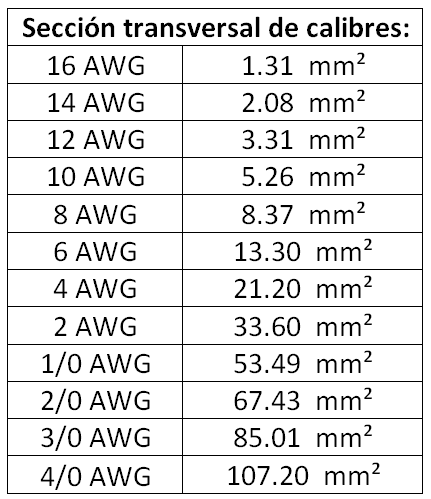 Sección transversal de calibres:
16 AWG 1.31 mm²
14 AWG 2.08 mm²
12 AWG 3.31 mm²
10 AWG 5.26 mm²
8 AWG 8.37 mm²
6 AWG 13.30 mm²
4 AWG 21.20 mm²
2 AWG 33.60 mm²
1/0 AWG 53.49 mm²
2/0 AWG 67.43 mm²
3/0 AWG 85.01 mm²
4/0 AWG 107.20 mm²